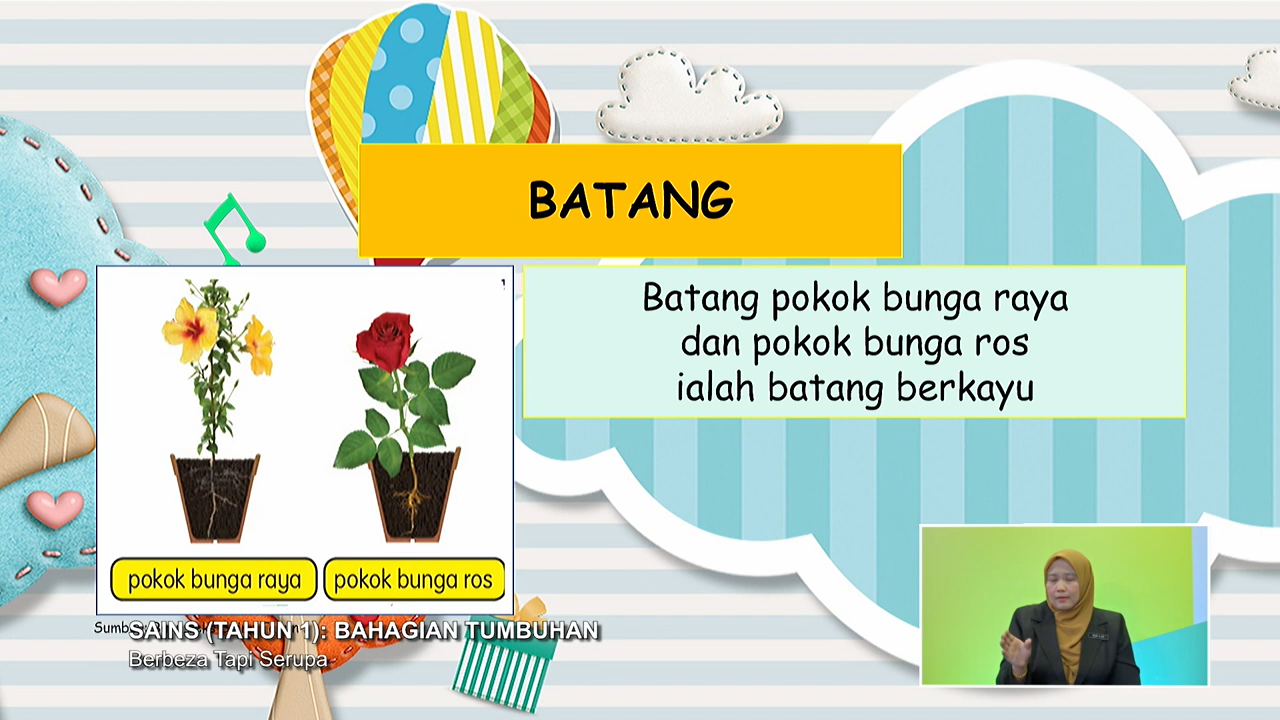 BATANG
Batang pokok bunga raya
dan pokok bunga ros
ialah batang berkayu
pokok bunga raya
pokok bunga ros
SAINS (TAHUN 1): BAHAGIAN TUMBUHAN
Berbeza Tapi Serupa